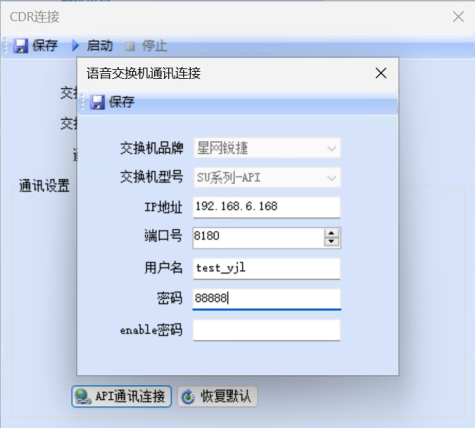 CDR连接
保存 启动 停止
语音交换机通讯连接
保存
交换机品牌 星网锐捷
交换机型号 SU系列-API
IP地址 192.168.6.168
端口号 8180
通讯设置
用户名 test_yjl
密码 88888
enable密码
API通讯连接 恢复默认